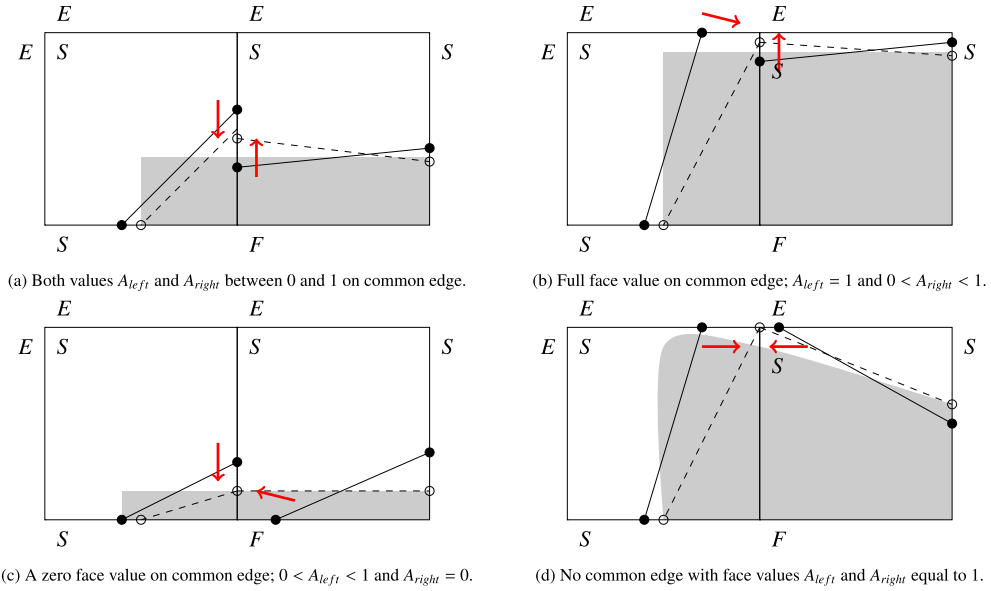 E E
E S S S
S F
(a) Both values A_left and A_right between 0 and 1 on common edge.
E E
E S S
S
S F
(b) Full face value on common edge; A_left = 1 and 0 < A_right < 1.
E E
E S S S
S F
(c) A zero face value on common edge; 0 < A_left < 1 and A_right = 0.
E E
E S S
S
S F
(d) No common edge with face values A_left and A_right equal to 1.